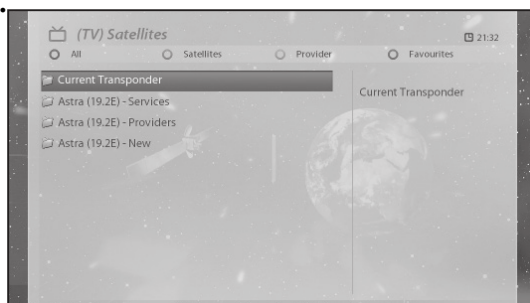 (TV) Satellites
21:32
All Satellites Provider Favourites
Current Transponder
Current Transponder
Astra (19.2E) - Services
Astra (19.2E) - Providers
Astra (19.2E) - New